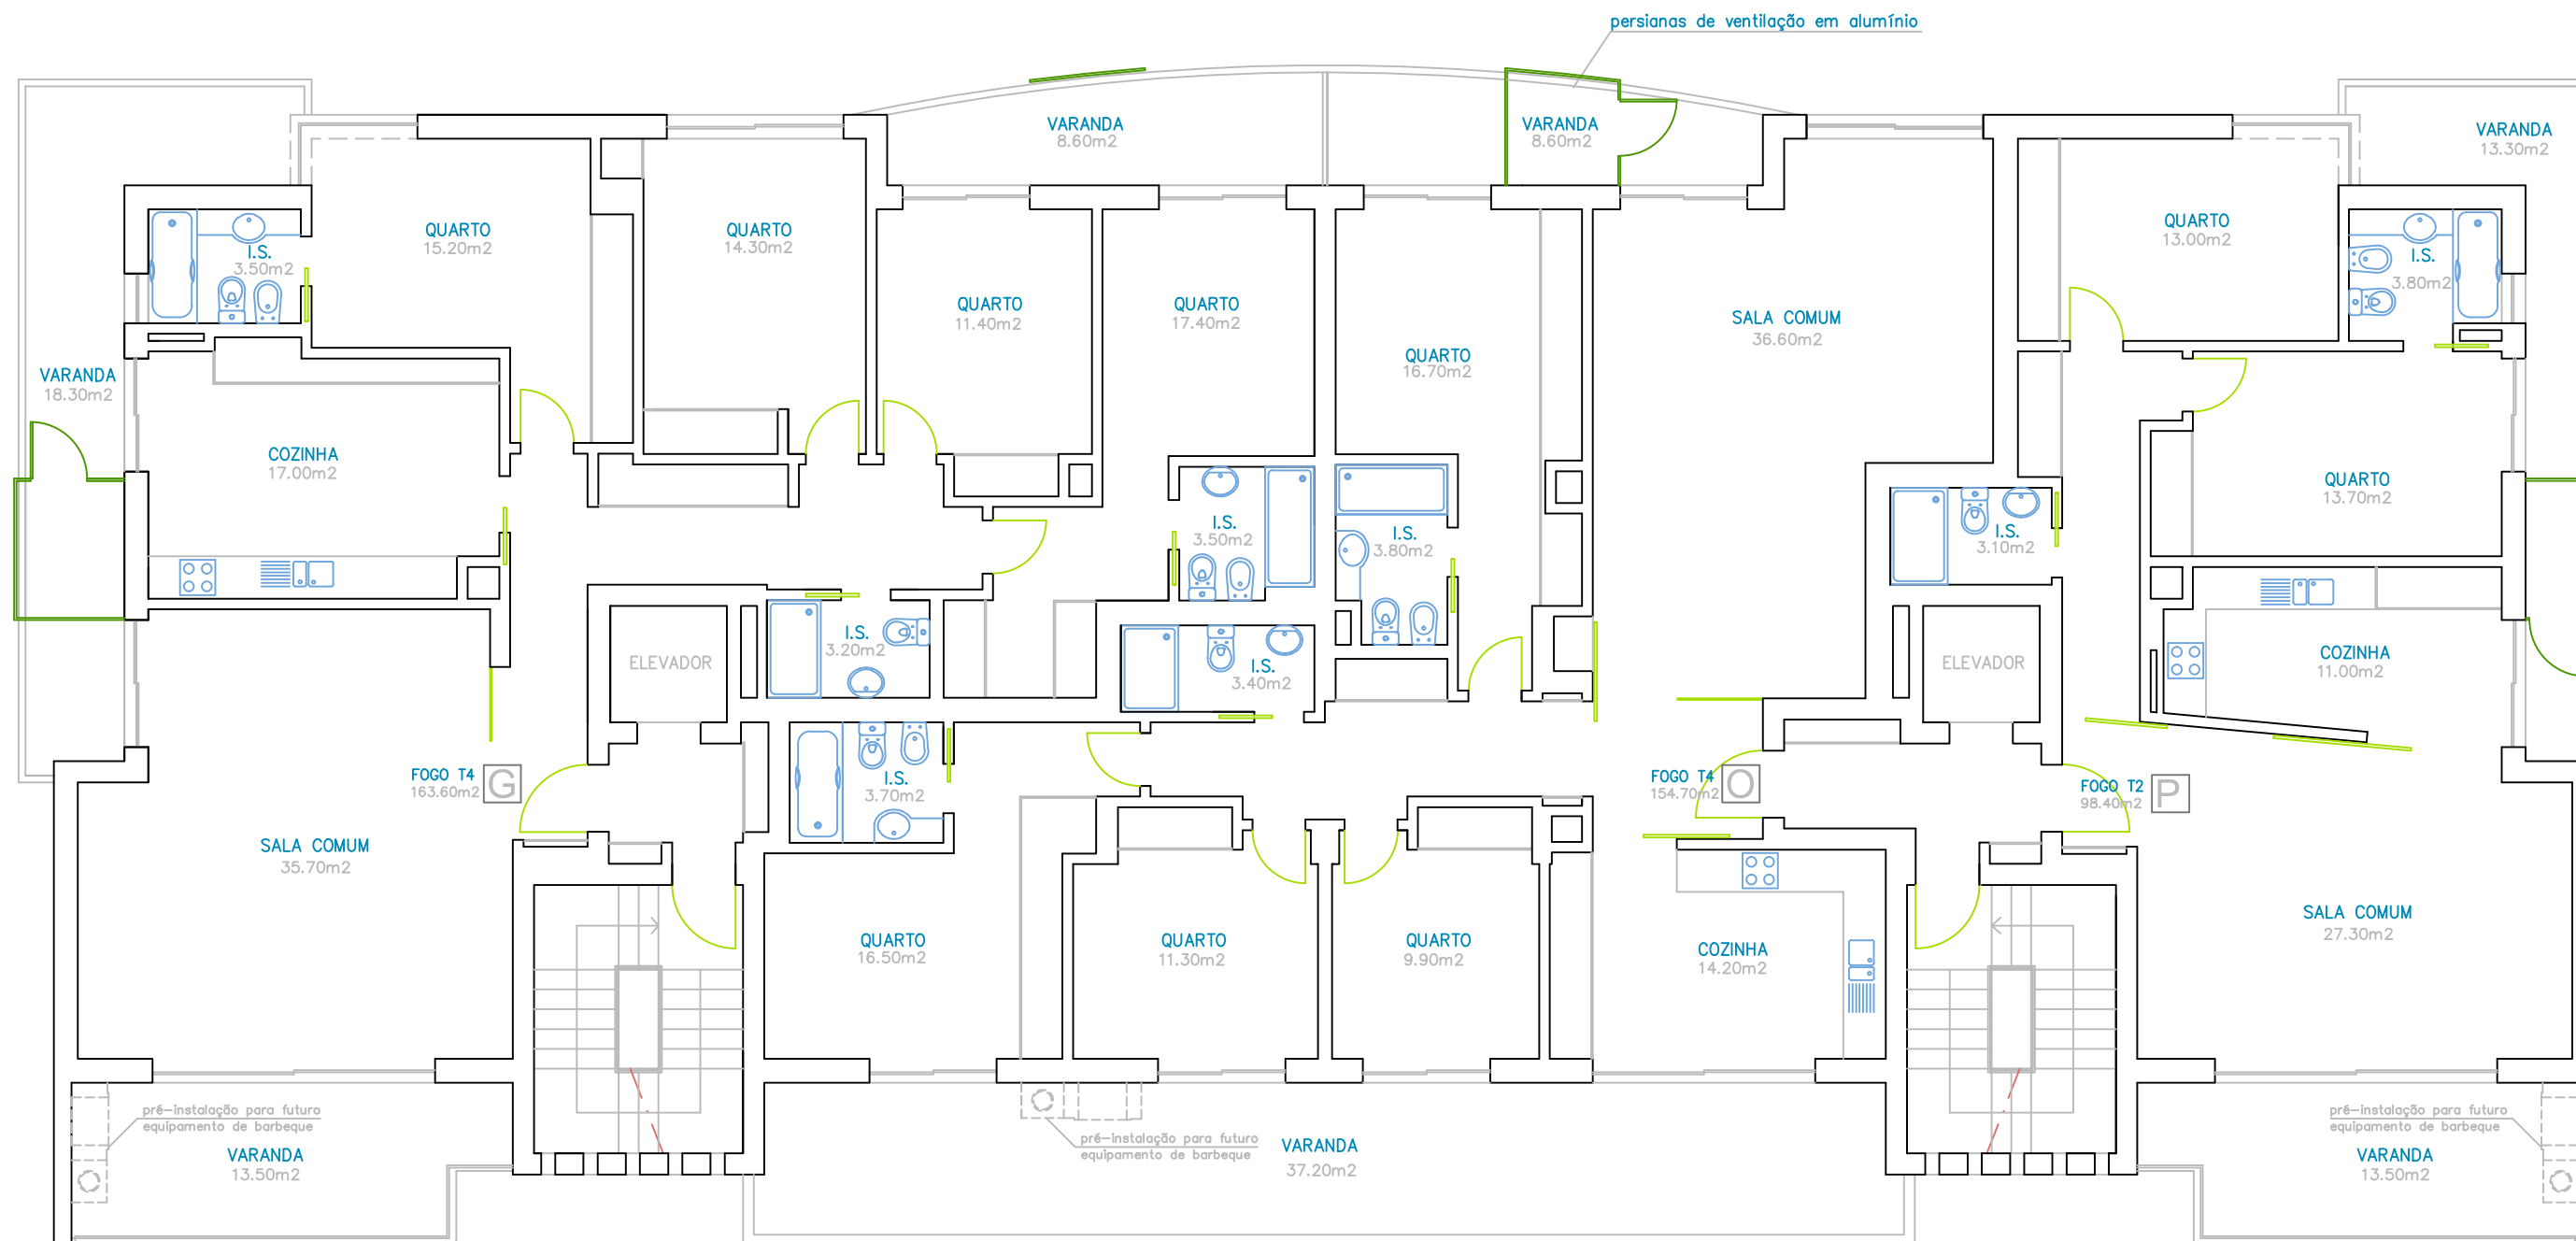 persianas de ventilação em alumínio
VARANDA
8.60m2
VARANDA
8.60m2
VARANDA
13.30m2
QUARTO
15.20m2
QUARTO
14.30m2
QUARTO
13.00m2
I.S.
3.50m2
I.S.
3.80m2
QUARTO
11.40m2
QUARTO
17.40m2
SALA COMUM
36.60m2
QUARTO
16.70m2
VARANDA
18.30m2
COZINHA
17.00m2
QUARTO
13.70m2
I.S.
3.50m2
I.S.
3.80m2
I.S.
3.10m2
I.S.
3.20m2
ELEVADOR
I.S.
3.40m2
ELEVADOR
COZINHA
11.00m2
FOGO T4
163.60m2
G
I.S.
3.70m2
FOGO T4
154.70m2
O
FOGO T2
98.40m2
P
SALA COMUM
35.70m2
SALA COMUM
27.30m2
QUARTO
16.50m2
QUARTO
11.30m2
QUARTO
9.90m2
COZINHA
14.20m2
pré-instalação para futuro
equipamento de barbeque
VARANDA
13.50m2
pré-instalação para futuro
equipamento de barbeque
VARANDA
37.20m2
pré-instalação para futuro
equipamento de barbeque
VARANDA
13.50m2